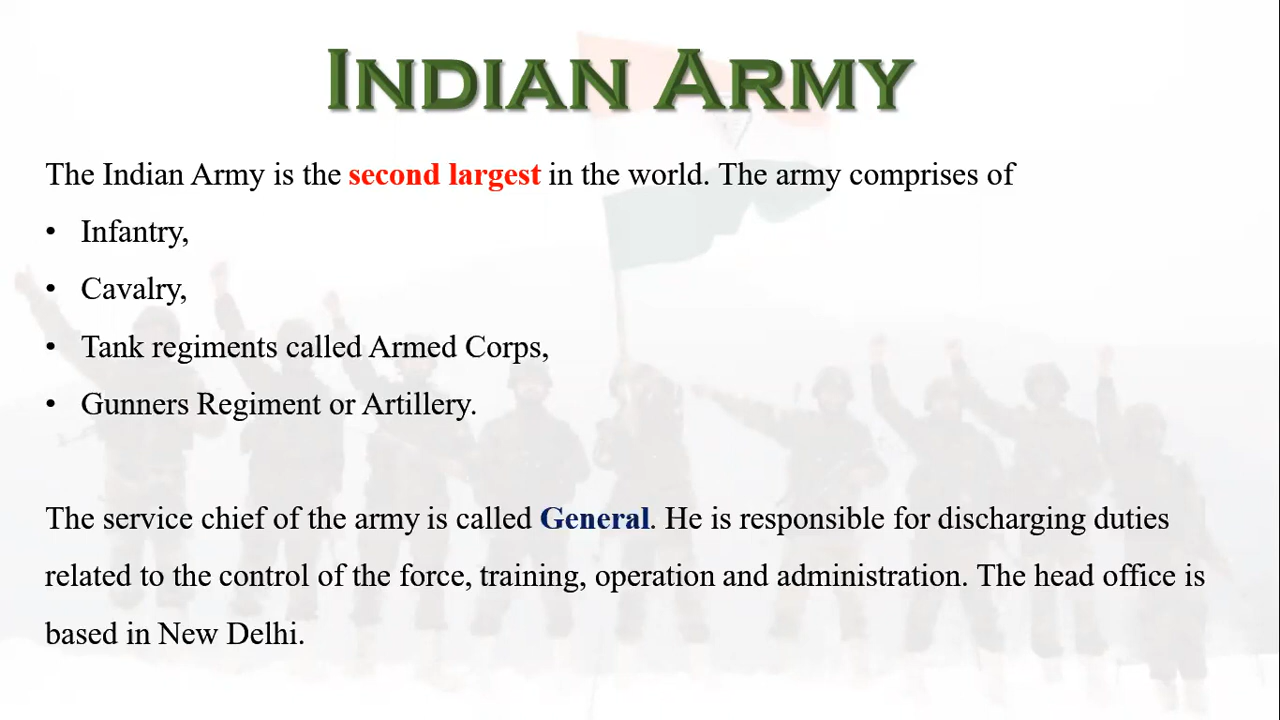 INDIAN ARMY
The Indian Army is the second largest in the world. The army comprises of
• Infantry,
• Cavalry,
• Tank regiments called Armed Corps,
• Gunners Regiment or Artillery.
The service chief of the army is called General. He is responsible for discharging duties
related to the control of the force, training, operation and administration. The head office is
based in New Delhi.